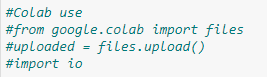 #Colab use
#from google.colab import files
#uploaded = files.upload()
#import io